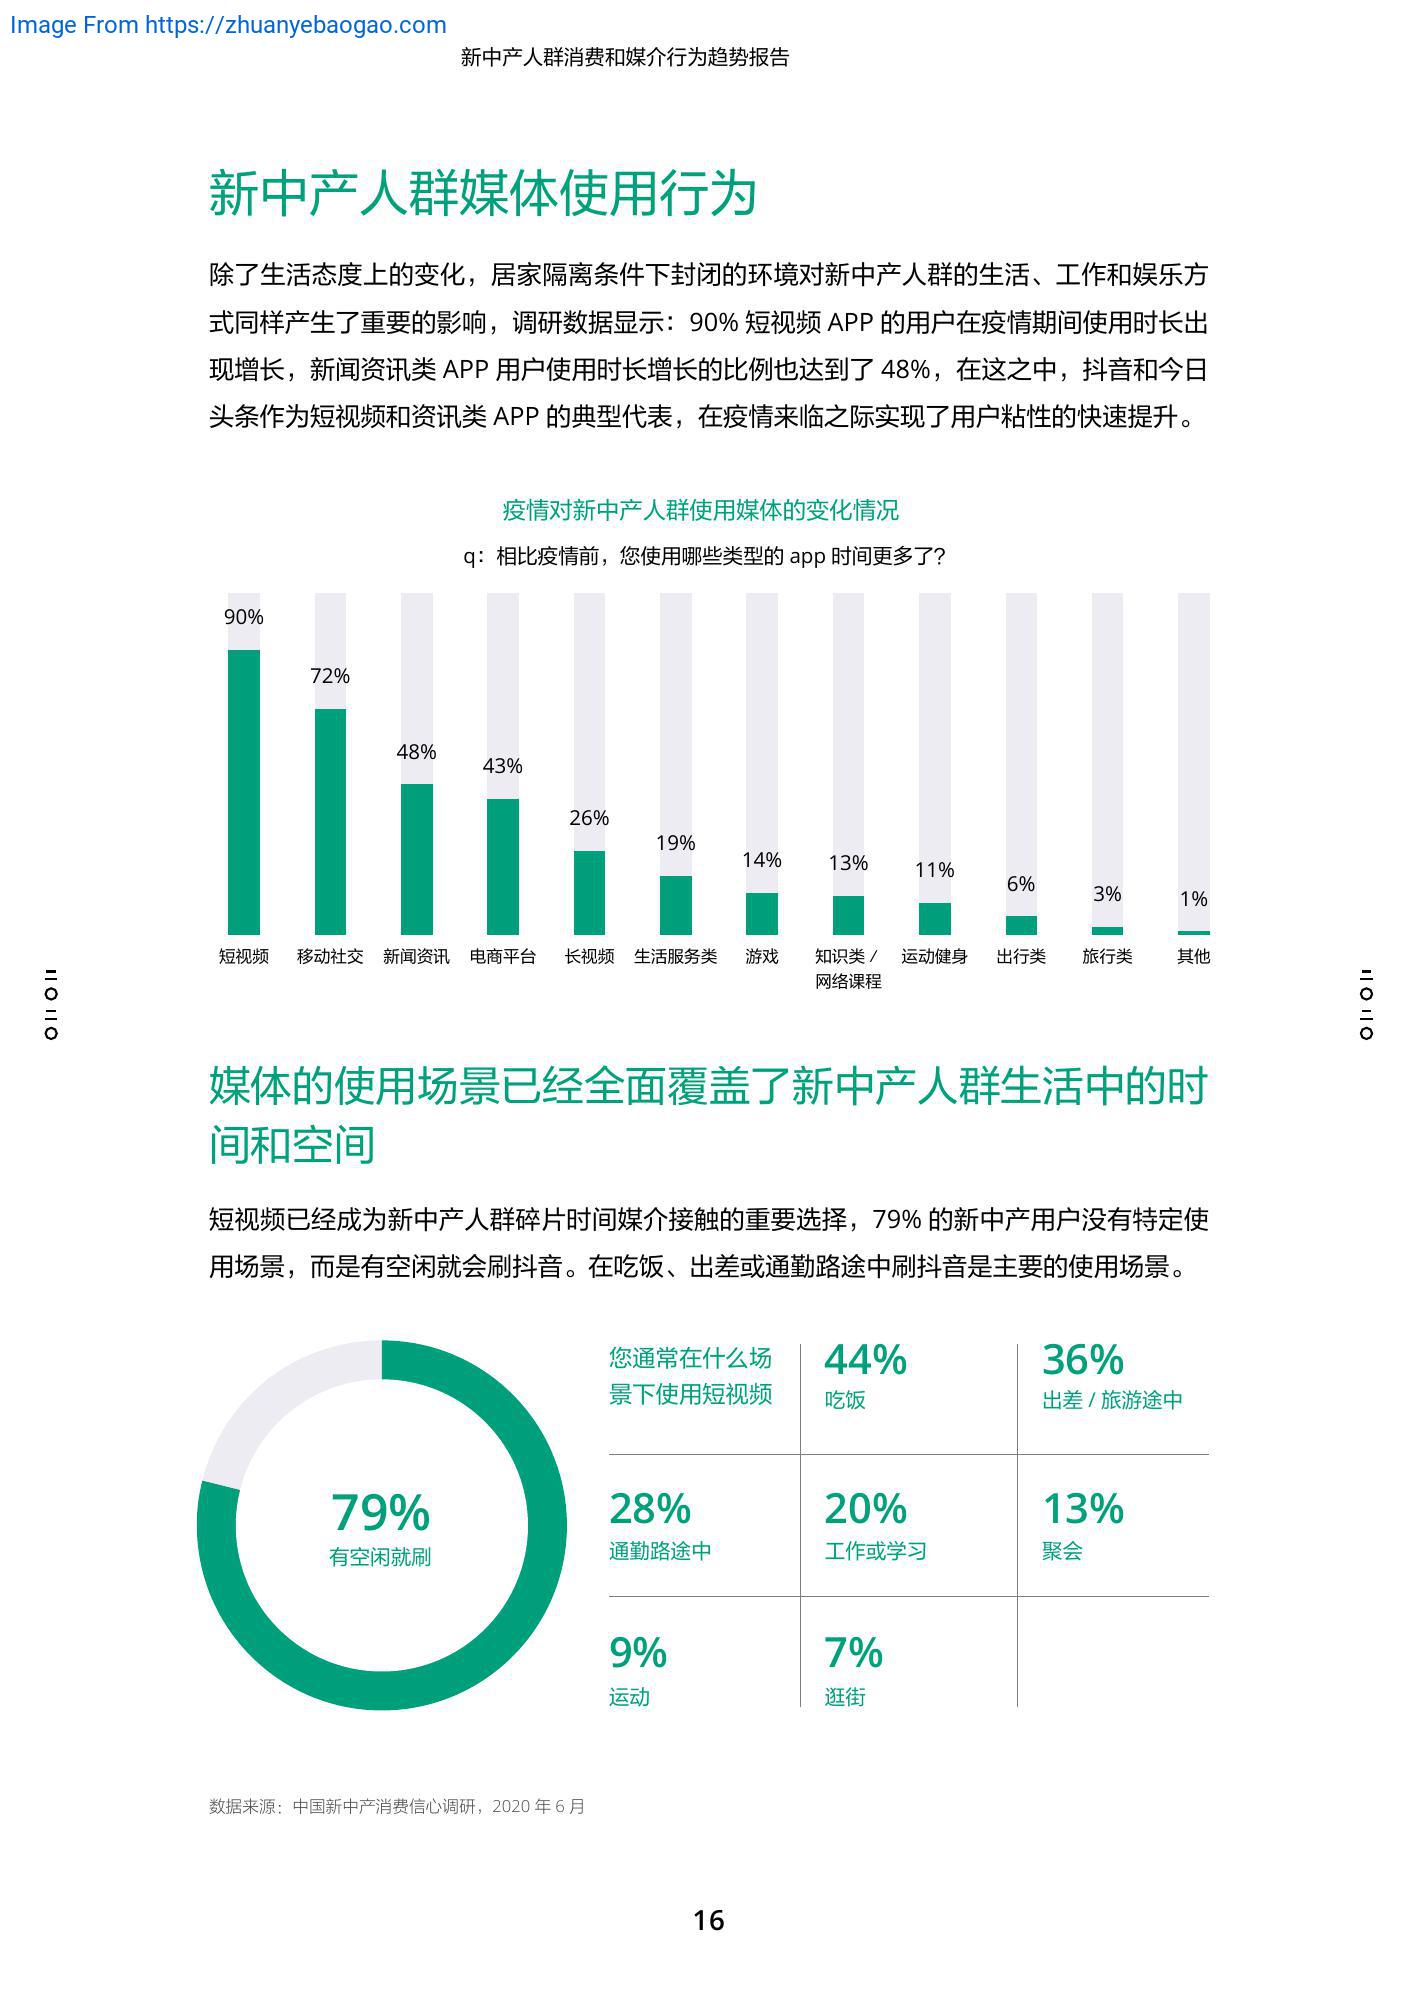 Image From https://zhuanyebaogao.com
新中产人群消费和媒介行为趋势报告
新中产人群媒体使用行为
除了生活态度上的变化，居家隔离条件下封闭的环境对新中产人群的生活、工作和娱乐方
式同样产生了重要的影响，调研数据显示：90% 短视频 APP 的用户在疫情期间使用时长出
现增长，新闻资讯类 APP 用户使用时长增长的比例也达到了 48%，在这之中，抖音和今日
头条作为短视频和资讯类 APP 的典型代表，在疫情来临之际实现了用户粘性的快速提升。
疫情对新中产人群使用媒体的变化情况
q：相比疫情前，您使用哪些类型的 app 时间更多了？
90%
72%
48%
43%
26%
19%
14%
13%
11%
6%
3%
1%
短视频
移动社交
新闻资讯
电商平台
长视频
生活服务类
游戏
知识类 /
网络课程
运动健身
出行类
旅行类
其他
二〇二〇
二〇二〇
媒体的使用场景已经全面覆盖了新中产人群生活中的时
间和空间
短视频已经成为新中产人群碎片时间媒介接触的重要选择，79% 的新中产用户没有特定使
用场景，而是有空闲就会刷抖音。在吃饭、出差或通勤路途中刷抖音是主要的使用场景。
79%
有空闲就刷
您通常在什么场
景下使用短视频
44%
吃饭
36%
出差 / 旅游途中
28%
通勤路途中
20%
工作或学习
13%
聚会
9%
运动
7%
逛街
数据来源：中国新中产消费信心调研，2020 年 6 月
16